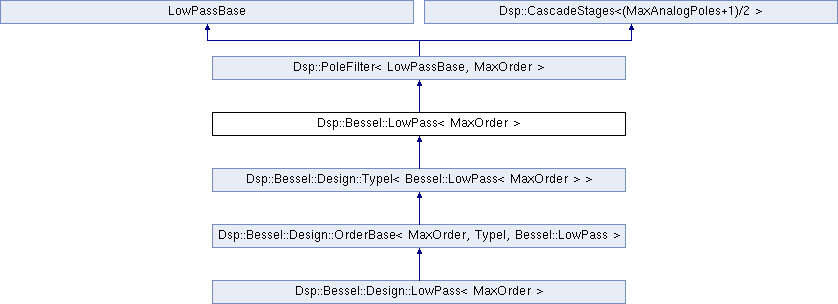 LowPassBase
Dsp::CascadeStages<(MaxAnalogPoles+1)/2 >
Dsp::PoleFilter< LowPassBase, MaxOrder >
Dsp::Bessel::LowPass< MaxOrder >
Dsp::Bessel::Design::TypeI< Bessel::LowPass< MaxOrder > >
Dsp::Bessel::Design::OrderBase< MaxOrder, TypeI, Bessel::LowPass >
Dsp::Bessel::Design::LowPass< MaxOrder >